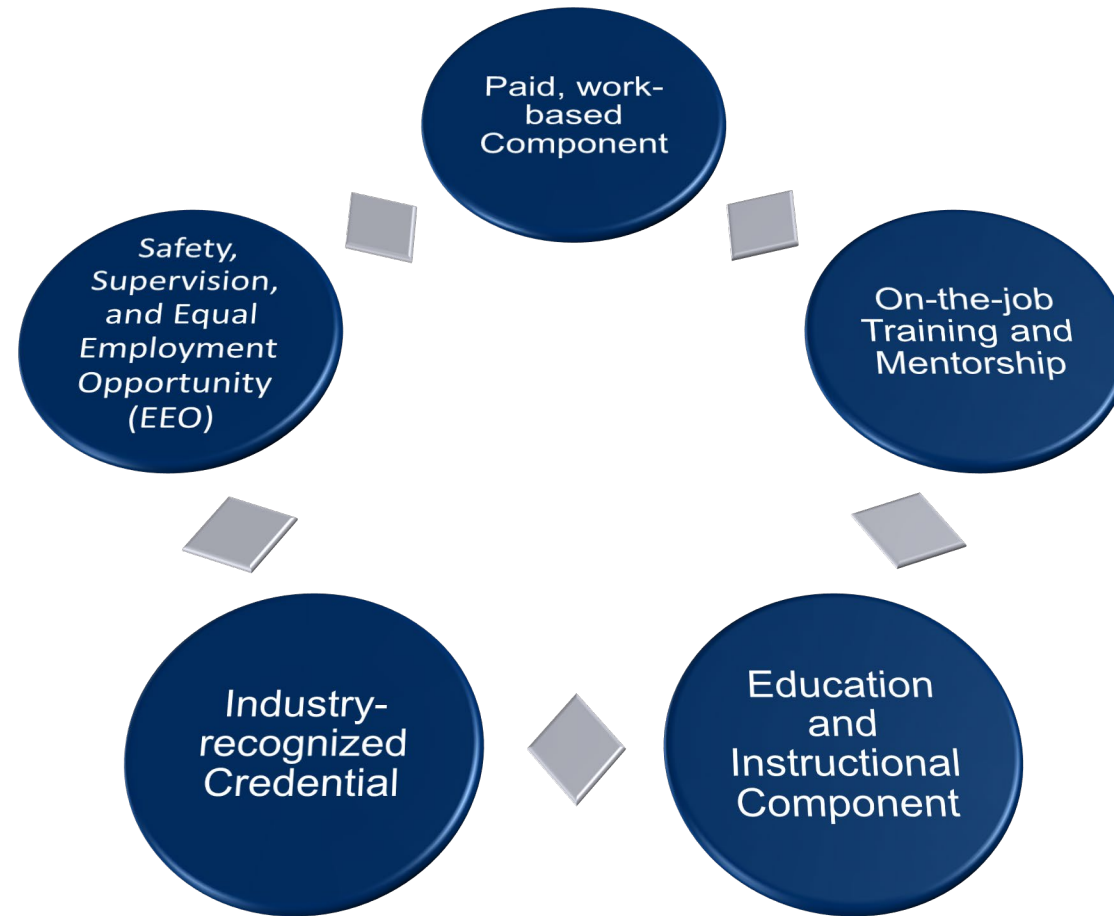 Paid, work-
based
Component
On-the-job
Training and
Mentorship
Education
and
Instructional
Component
Industry-
recognized
Credential
Safety,
Supervision,
and Equal
Employment
Opportunity
(EEO)